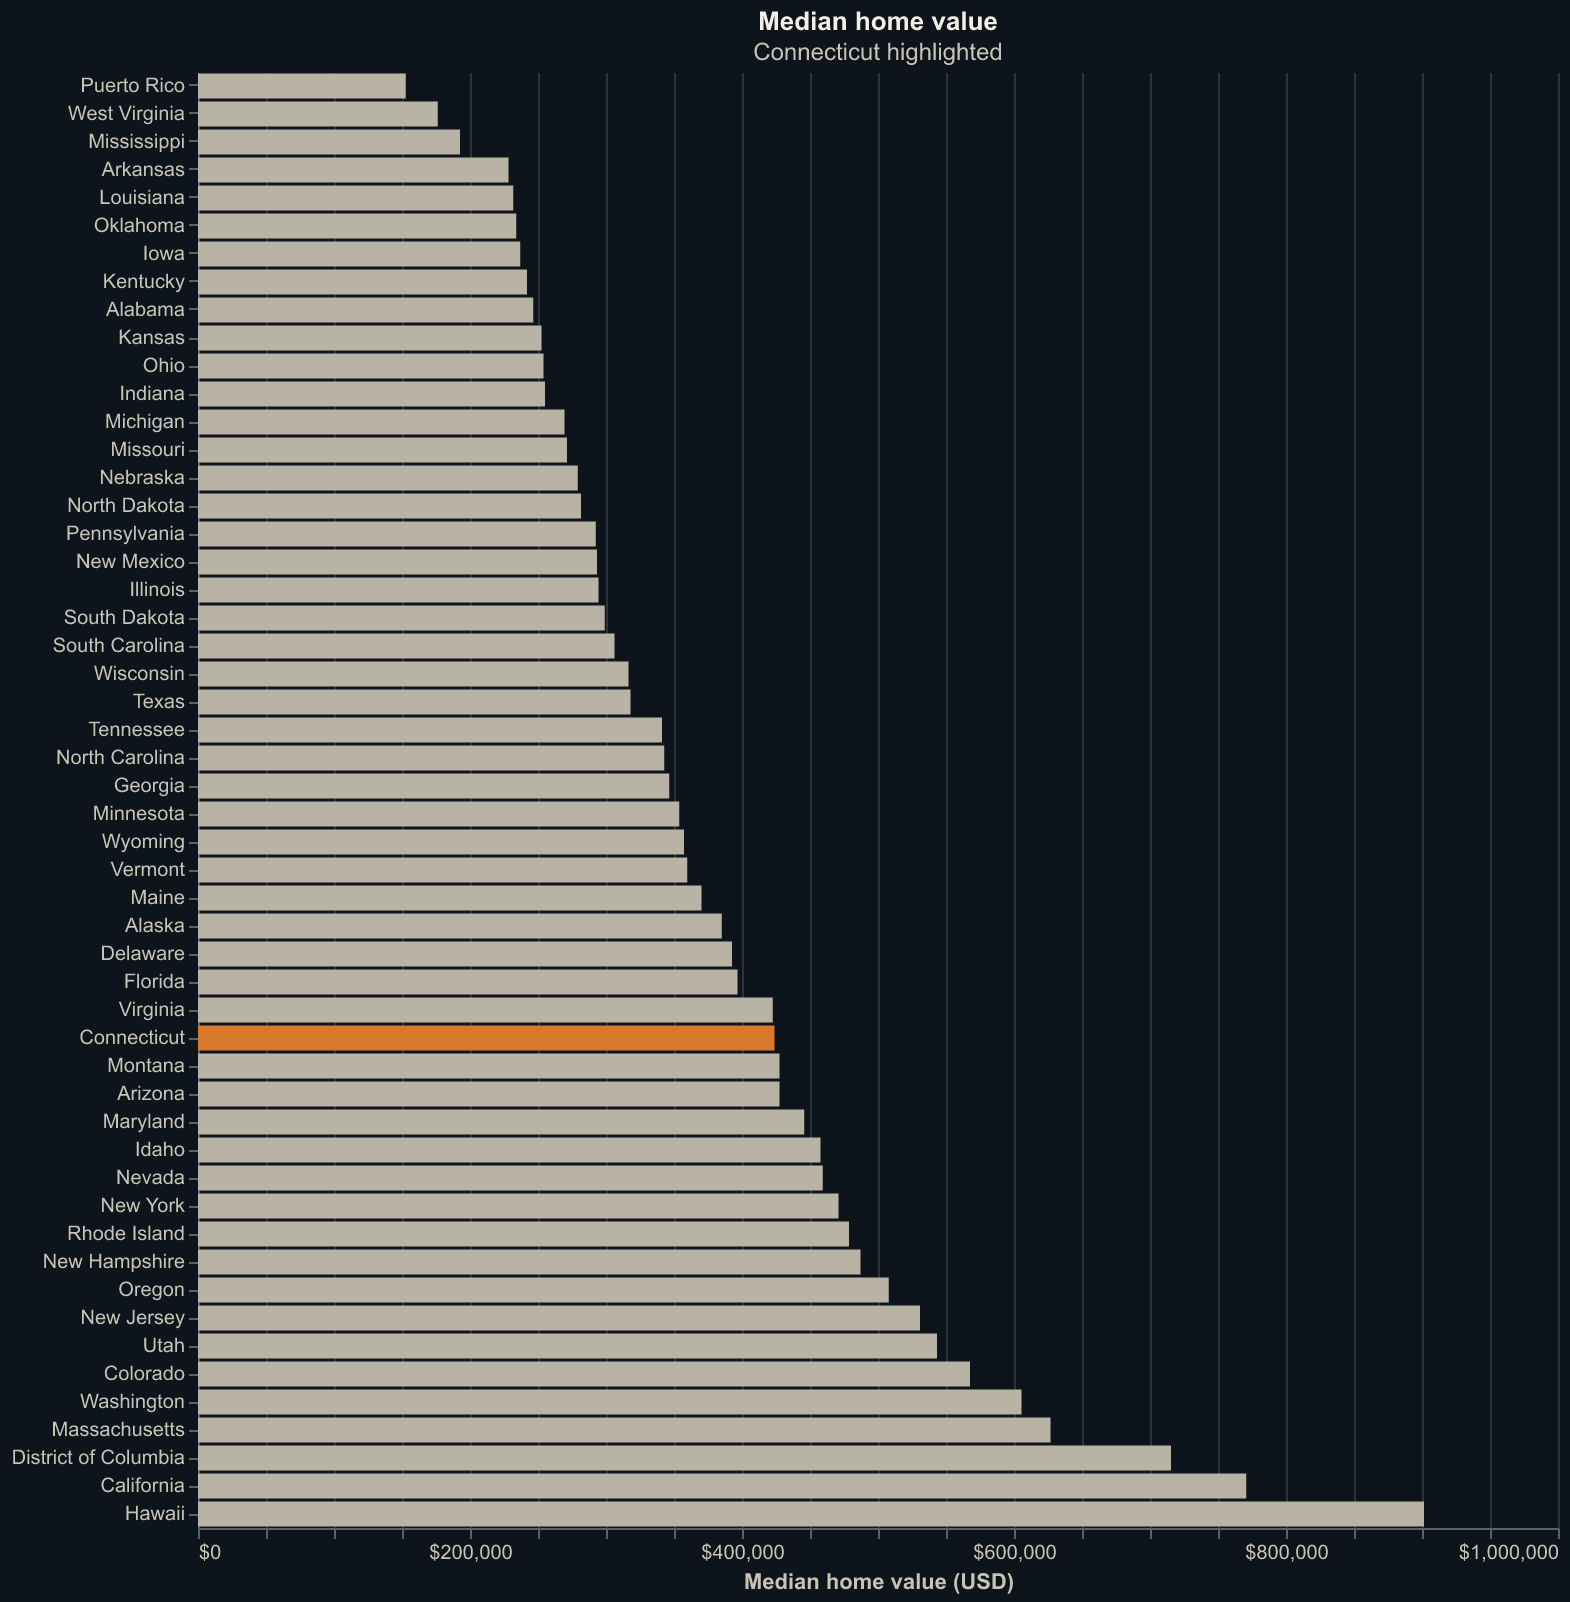 Median home value
Connecticut highlighted
Puerto Rico
West Virginia
Mississippi
Arkansas
Louisiana
Oklahoma
Iowa
Kentucky
Alabama
Kansas
Ohio
Indiana
Michigan
Missouri
Nebraska
North Dakota
Pennsylvania
New Mexico
Illinois
South Dakota
South Carolina
Wisconsin
Texas
Tennessee
North Carolina
Georgia
Minnesota
Wyoming
Vermont
Maine
Alaska
Delaware
Florida
Virginia
Connecticut
Montana
Arizona
Maryland
Idaho
Nevada
New York
Rhode Island
New Hampshire
Oregon
New Jersey
Utah
Colorado
Washington
Massachusetts
District of Columbia
California
Hawaii
$0 $200,000 $400,000 $600,000 $800,000 $1,000,000
Median home value (USD)